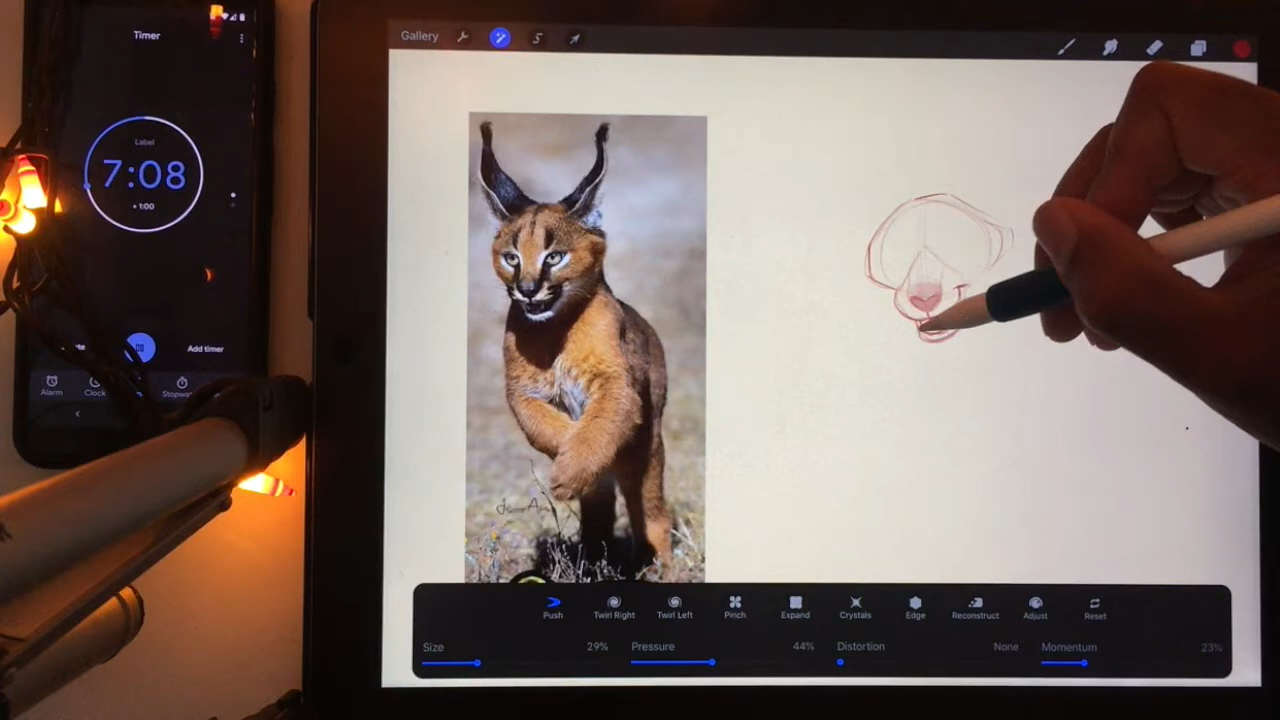 Timer
Label
7:08
+ 1:00
Add timer
Alarm
Clock
Gallery
Push
Twirl Right
Twirl Left
Pinch
Expand
Crystals
Edge
Reconstruct
Adjust
Reset
Size 29%
Pressure 44%
Distortion None
Momentum 23%